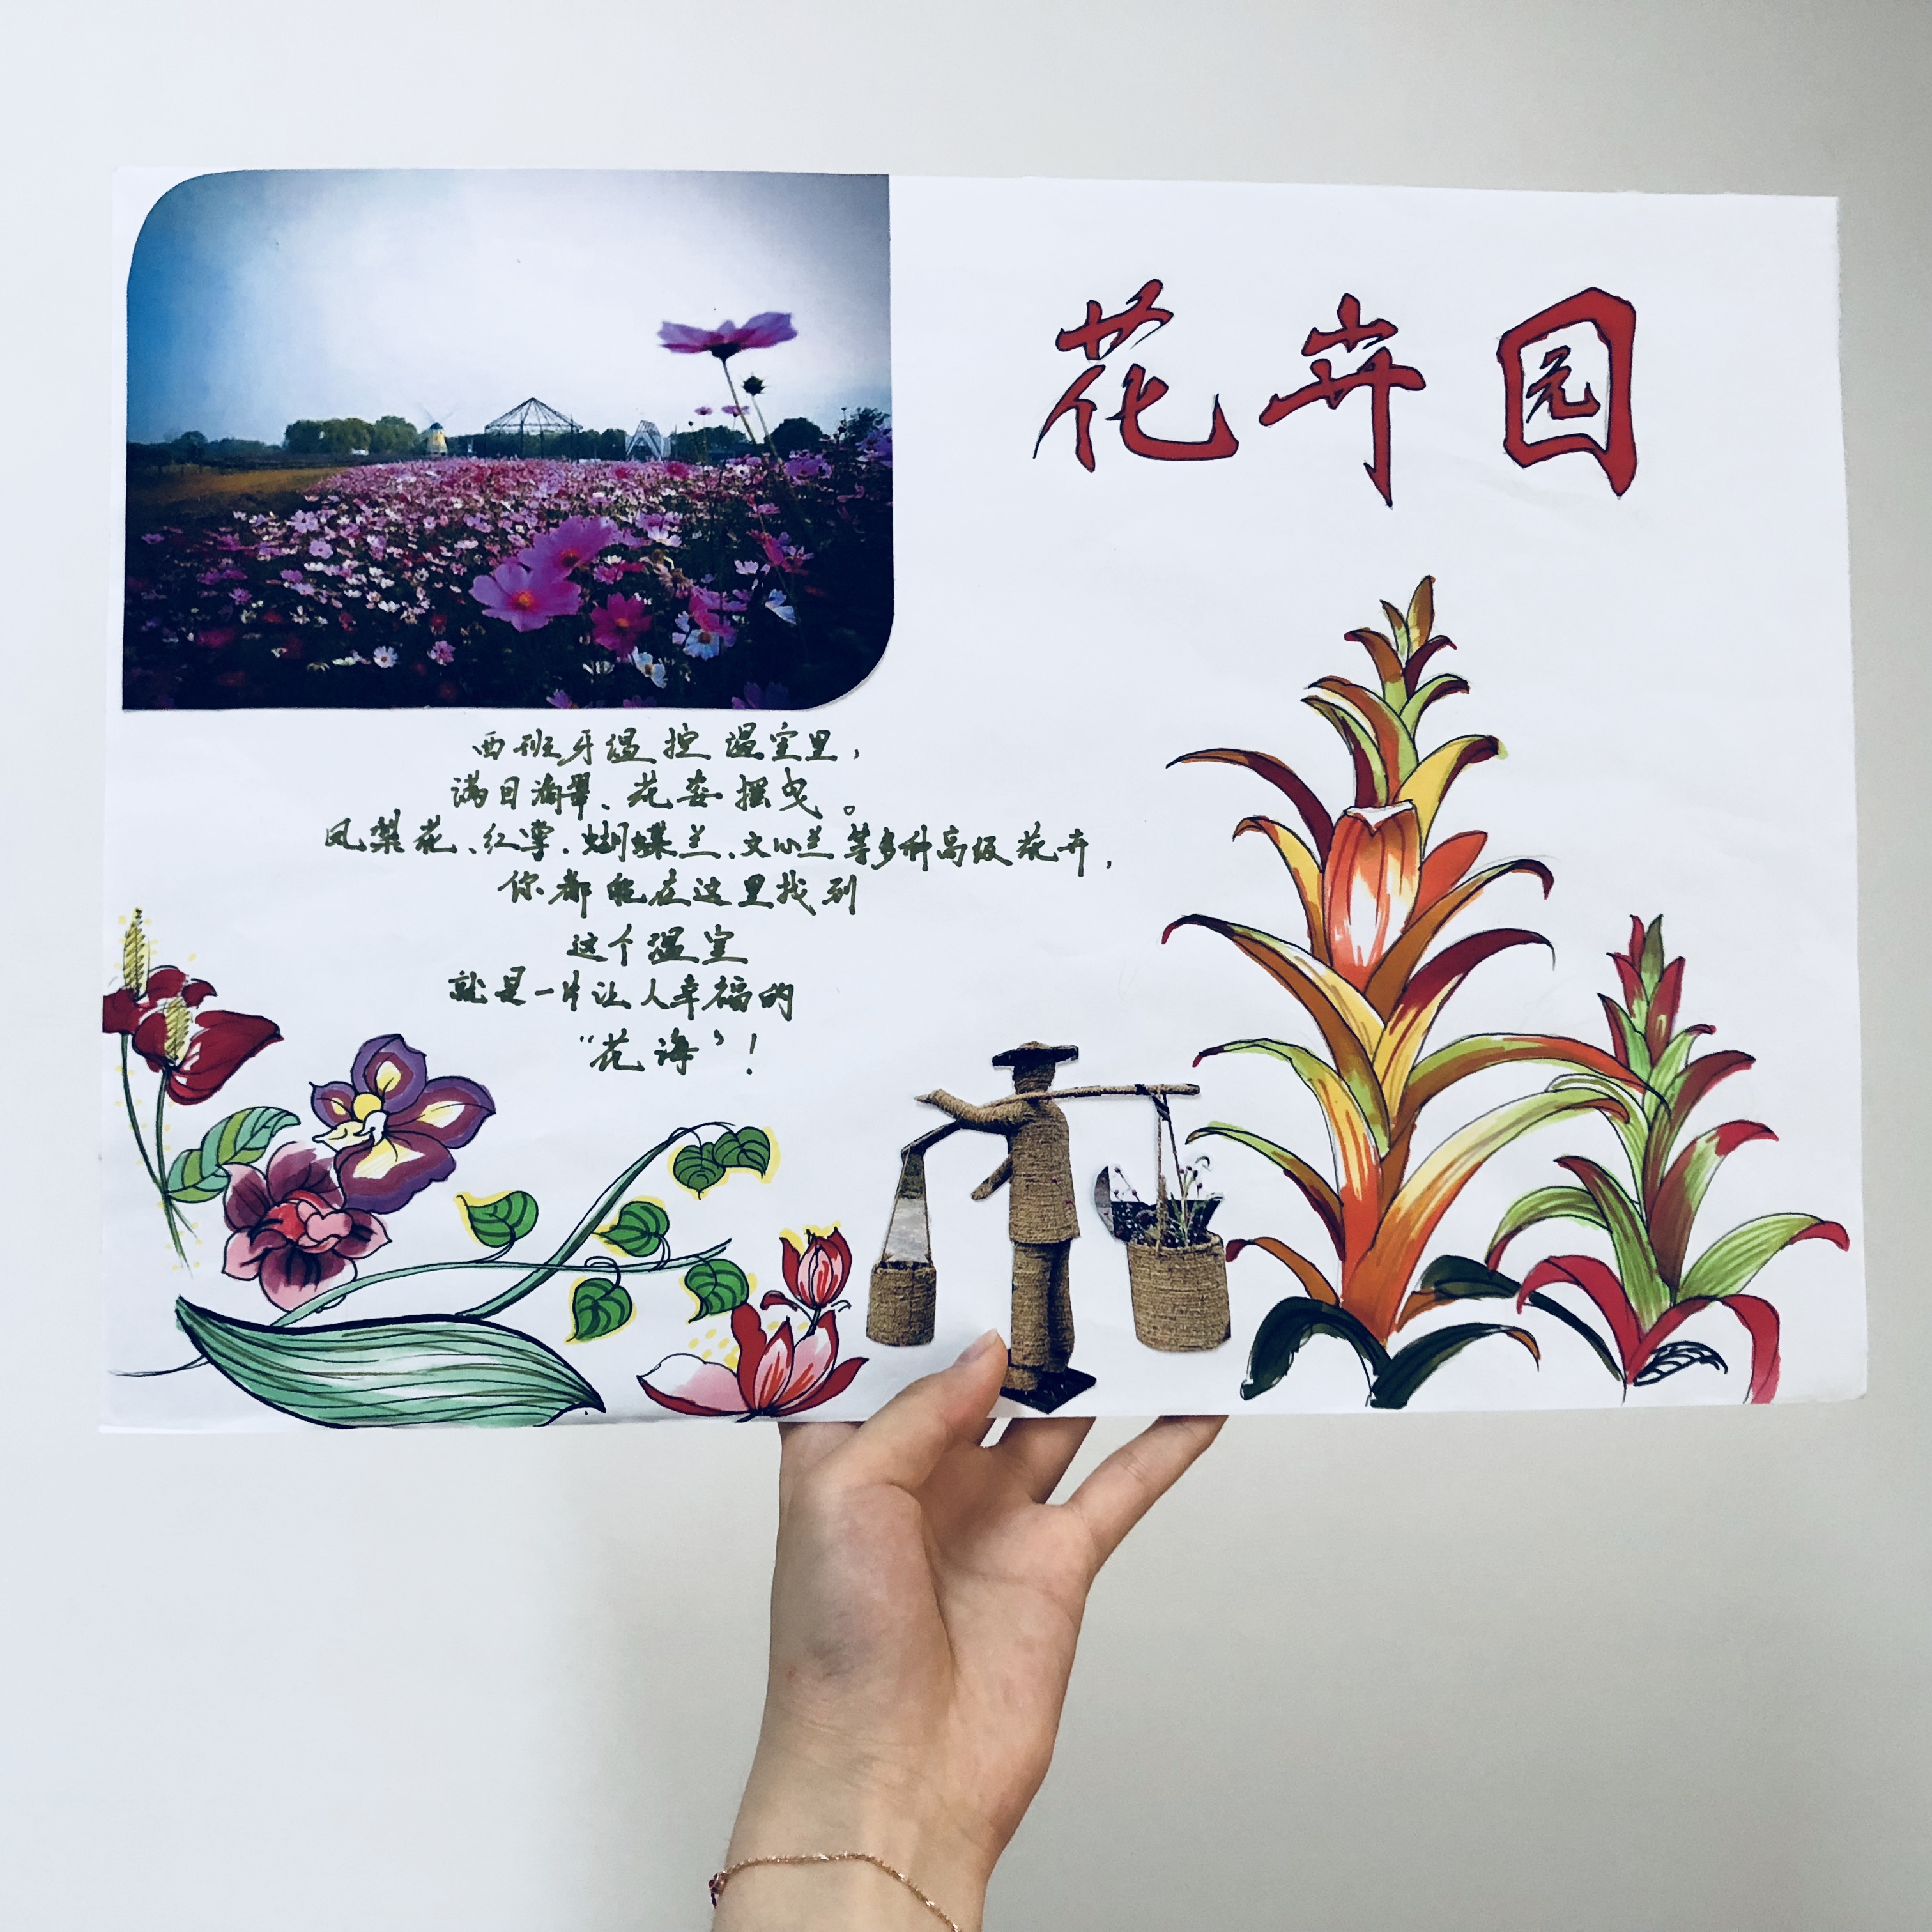 花卉园
西班牙温控温室里，
满目海翠、花姿摇曳。
凤梨花、红掌、蝴蝶兰、文心兰等多种高级花卉，
你都能在这里找到
这个温室
就是一片让人幸福的
“花海”！